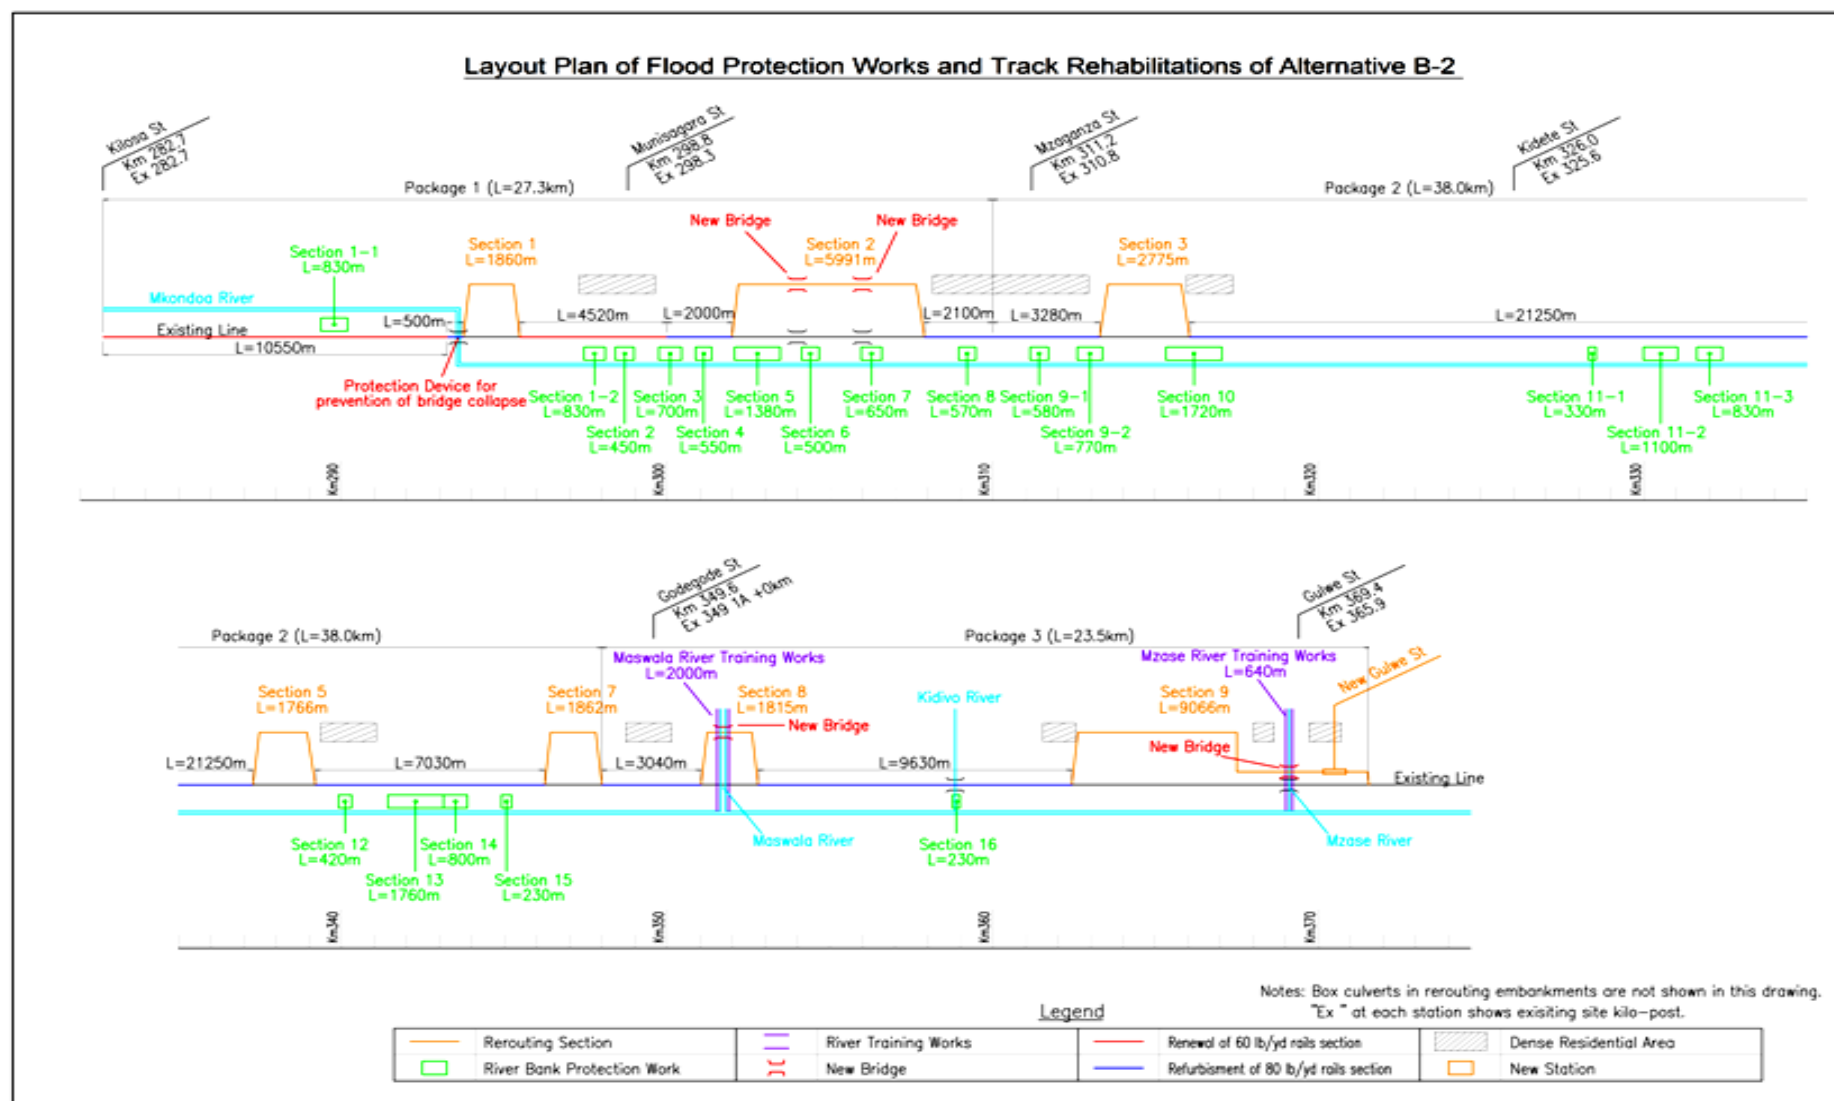 Layout Plan of Flood Protection Works and Track Rehabilitations of Alternative B-2
Kilosa St
Km 282.7
Ex 282.7
Munisagara St
Km 298.8
Ex 298.3
Mzaganza St
Km 311.2
Ex 310.8
Kidete St
Km 326.0
Ex 325.6
Package 1 (L=27.3km)
Package 2 (L=38.0km)
New Bridge
New Bridge
Section 1-1
L=830m
Section 1
L=1860m
Section 2
L=5991m
Section 3
L=2775m
Mkondoa River
Existing Line
L=500m
L=4520m
L=2000m
L=2100m
L=3280m
L=21250m
L=10550m
Protection Device for
prevention of bridge collapse
Section 1-2
L=830m
Section 2
L=450m
Section 3
L=700m
Section 4
L=550m
Section 5
L=1380m
Section 6
L=500m
Section 7
L=650m
Section 8
L=570m
Section 9-1
L=580m
Section 9-2
L=770m
Section 10
L=1720m
Section 11-1
L=330m
Section 11-2
L=1100m
Section 11-3
L=830m
Km290
Km300
Km310
Km320
Km330
Godegode St
Km 349.6
Ex 349 1A +0km
Gulwe St
Km 369.4
Ex 365.9
Package 2 (L=38.0km)
Package 3 (L=23.5km)
Maswala River Training Works
L=2000m
Mzase River Training Works
L=640m
New Gulwe St
Section 5
L=1766m
Section 7
L=1862m
Section 8
L=1815m
Kidivo River
Section 9
L=9066m
New Bridge
New Bridge
L=21250m
L=7030m
L=3040m
L=9630m
Existing Line
Section 12
L=420m
Section 13
L=1760m
Section 14
L=800m
Section 15
L=230m
Maswala River
Section 16
L=230m
Mzase River
Km340
Km350
Km360
Km370
Notes: Box culverts in rerouting embankments are not shown in this drawing.
"Ex " at each station shows exisiting site kilo-post.
Legend
Rerouting Section
River Training Works
Renewal of 60 lb/yd rails section
Dense Residential Area
River Bank Protection Work
New Bridge
Refurbisment of 80 lb/yd rails section
New Station